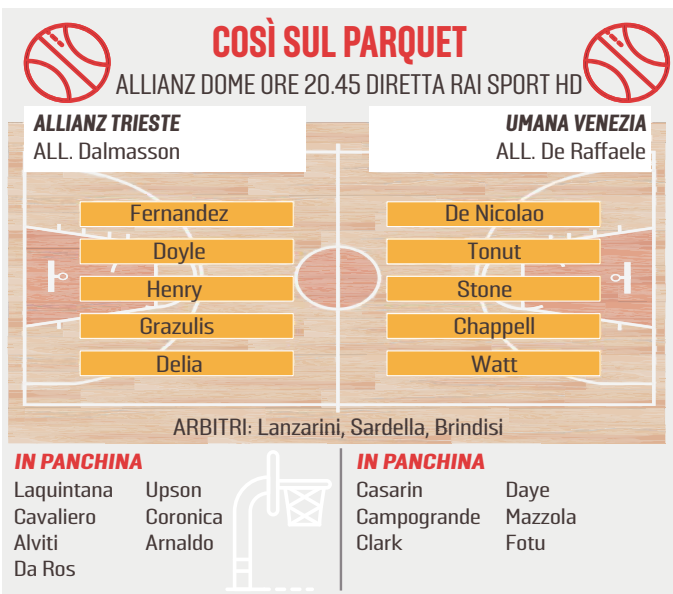 COSÌ SUL PARQUET
ALLIANZ DOME ORE 20.45 DIRETTA RAI SPORT HD
ALLIANZ TRIESTE
ALL. Dalmasson
UMANA VENEZIA
ALL. De Raffaele
Fernandez
Doyle
Henry
Grazulis
Delia
De Nicolao
Tonut
Stone
Chappell
Watt
ARBITRI: Lanzarini, Sardella, Brindisi
IN PANCHINA
Laquintana
Cavaliero
Alviti
Da Ros
Upson
Coronica
Arnaldo
IN PANCHINA
Casarin
Campogrande
Clark
Daye
Mazzola
Fotu